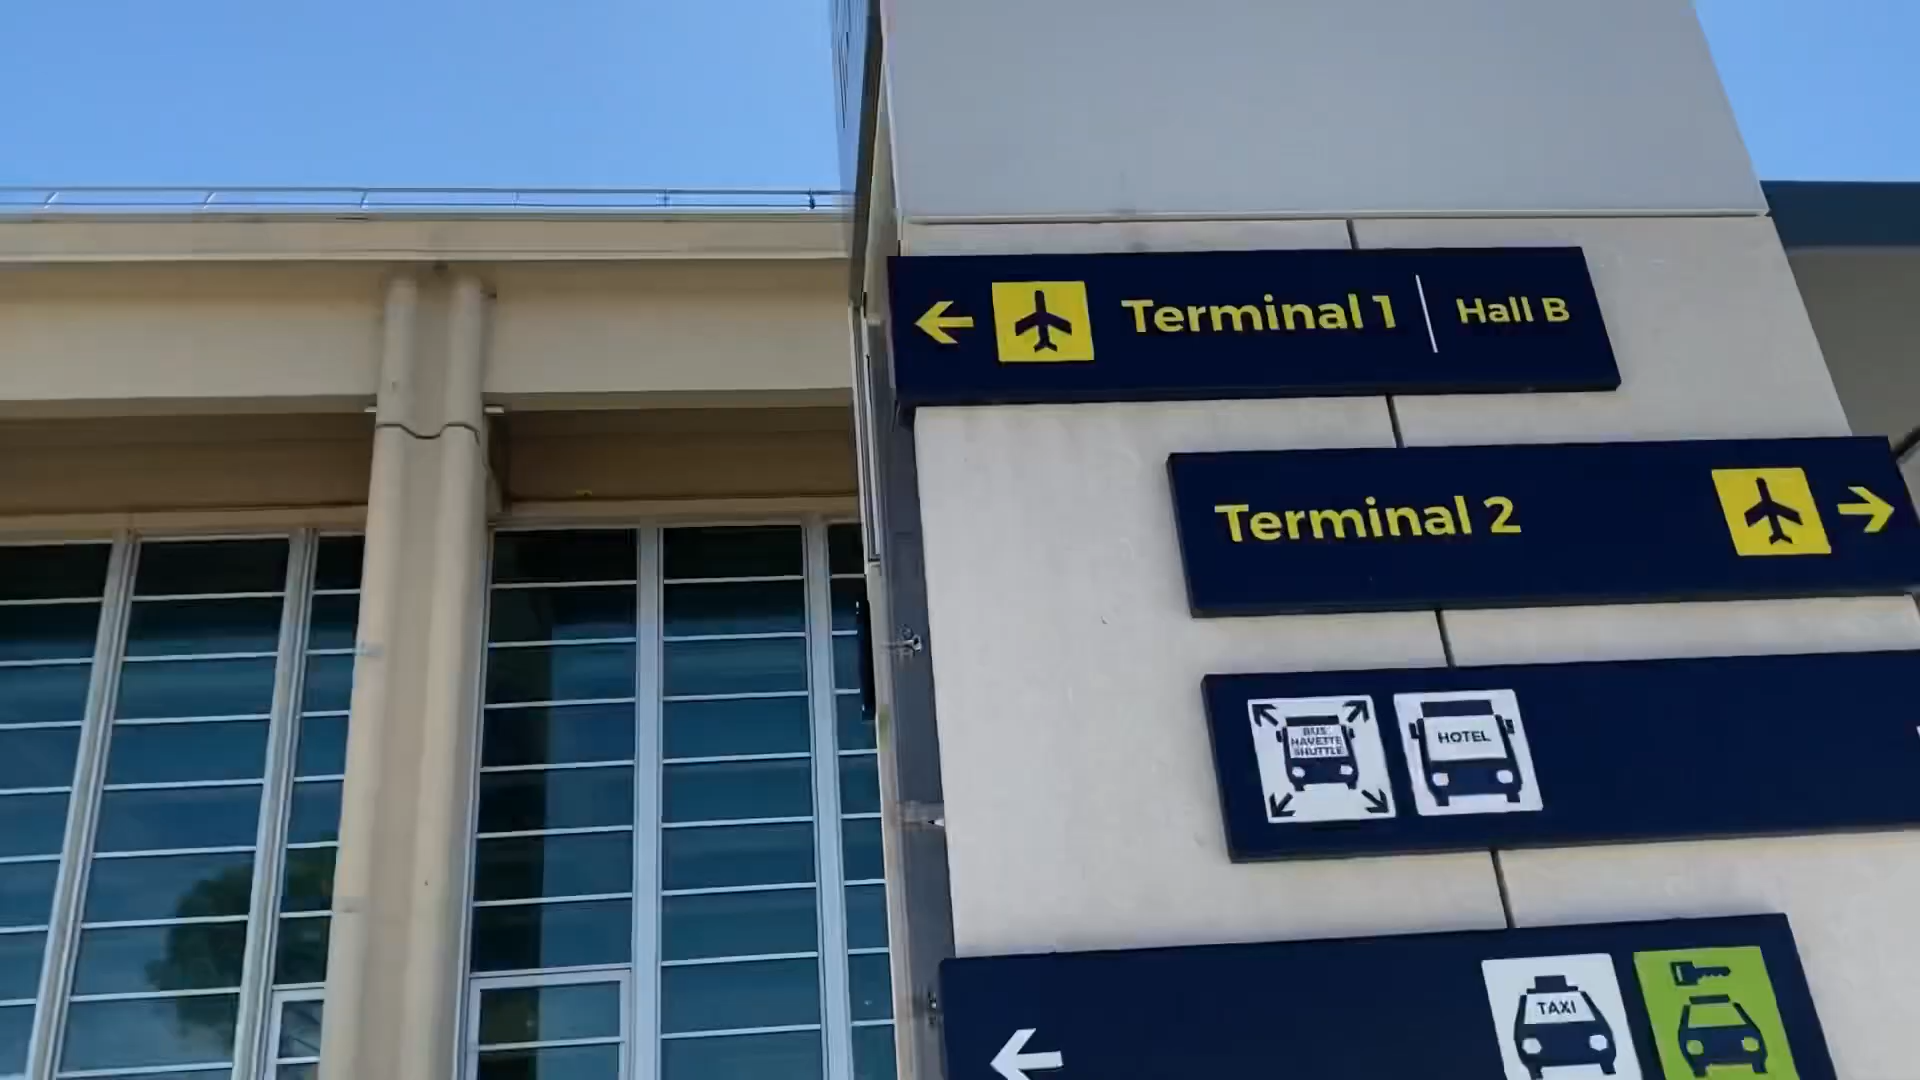 Terminal 1 Hall B
Terminal 2
BUS
NAVETTE
SHUTTLE
HOTEL
TAXI